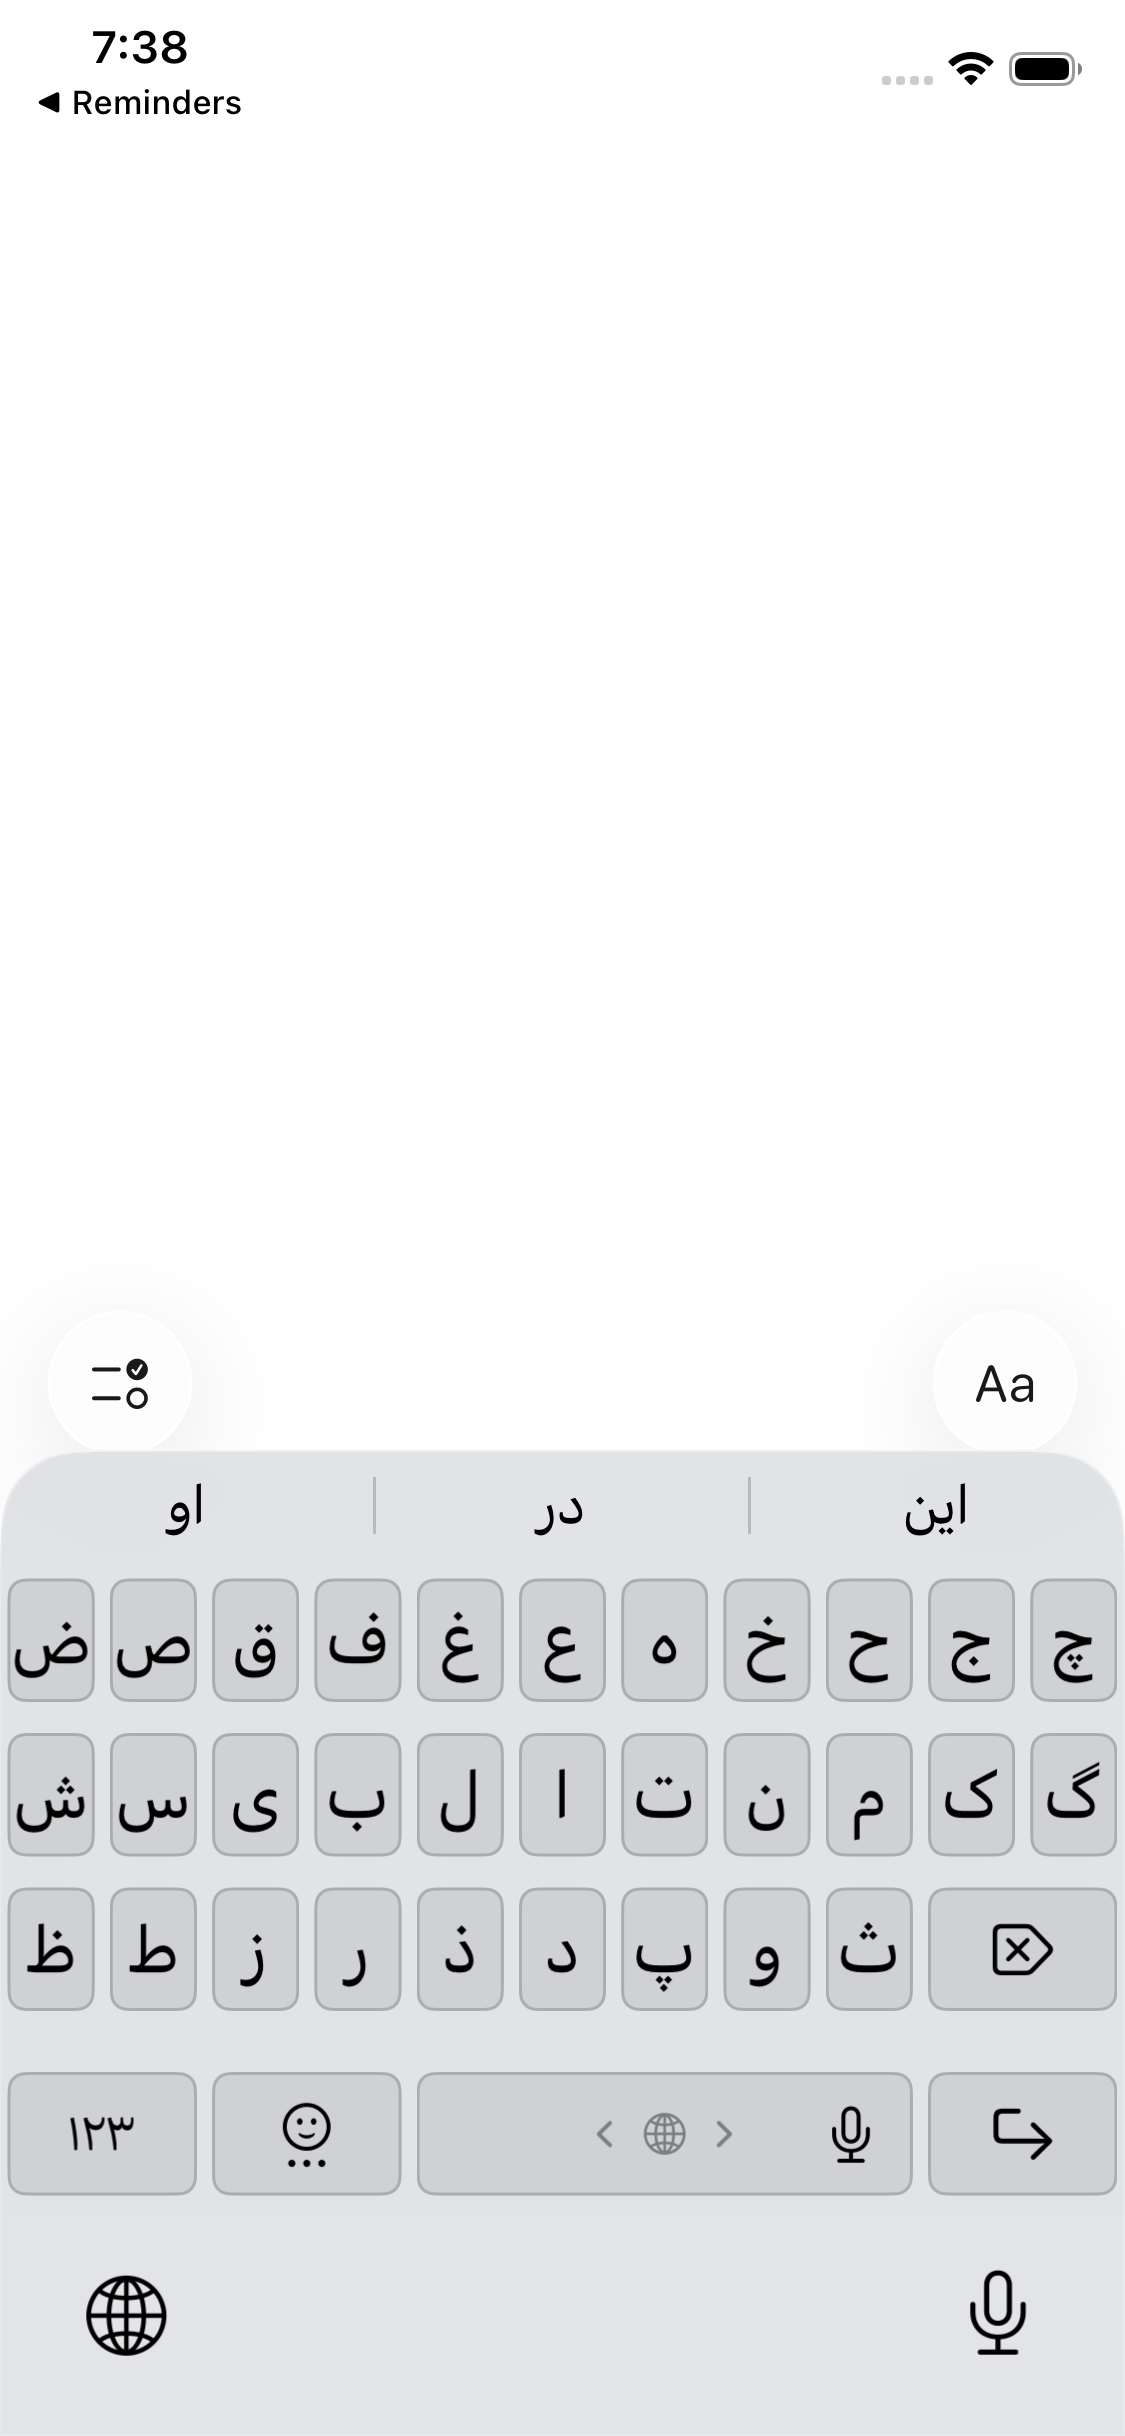 7:38
Reminders
Aa
این در او
ض ص ق ف غ ع ه خ ح ج چ
ش س ی ب ل ا ت ن م ک گ
ظ ط ز ر ذ د پ و ث
۱۲۳